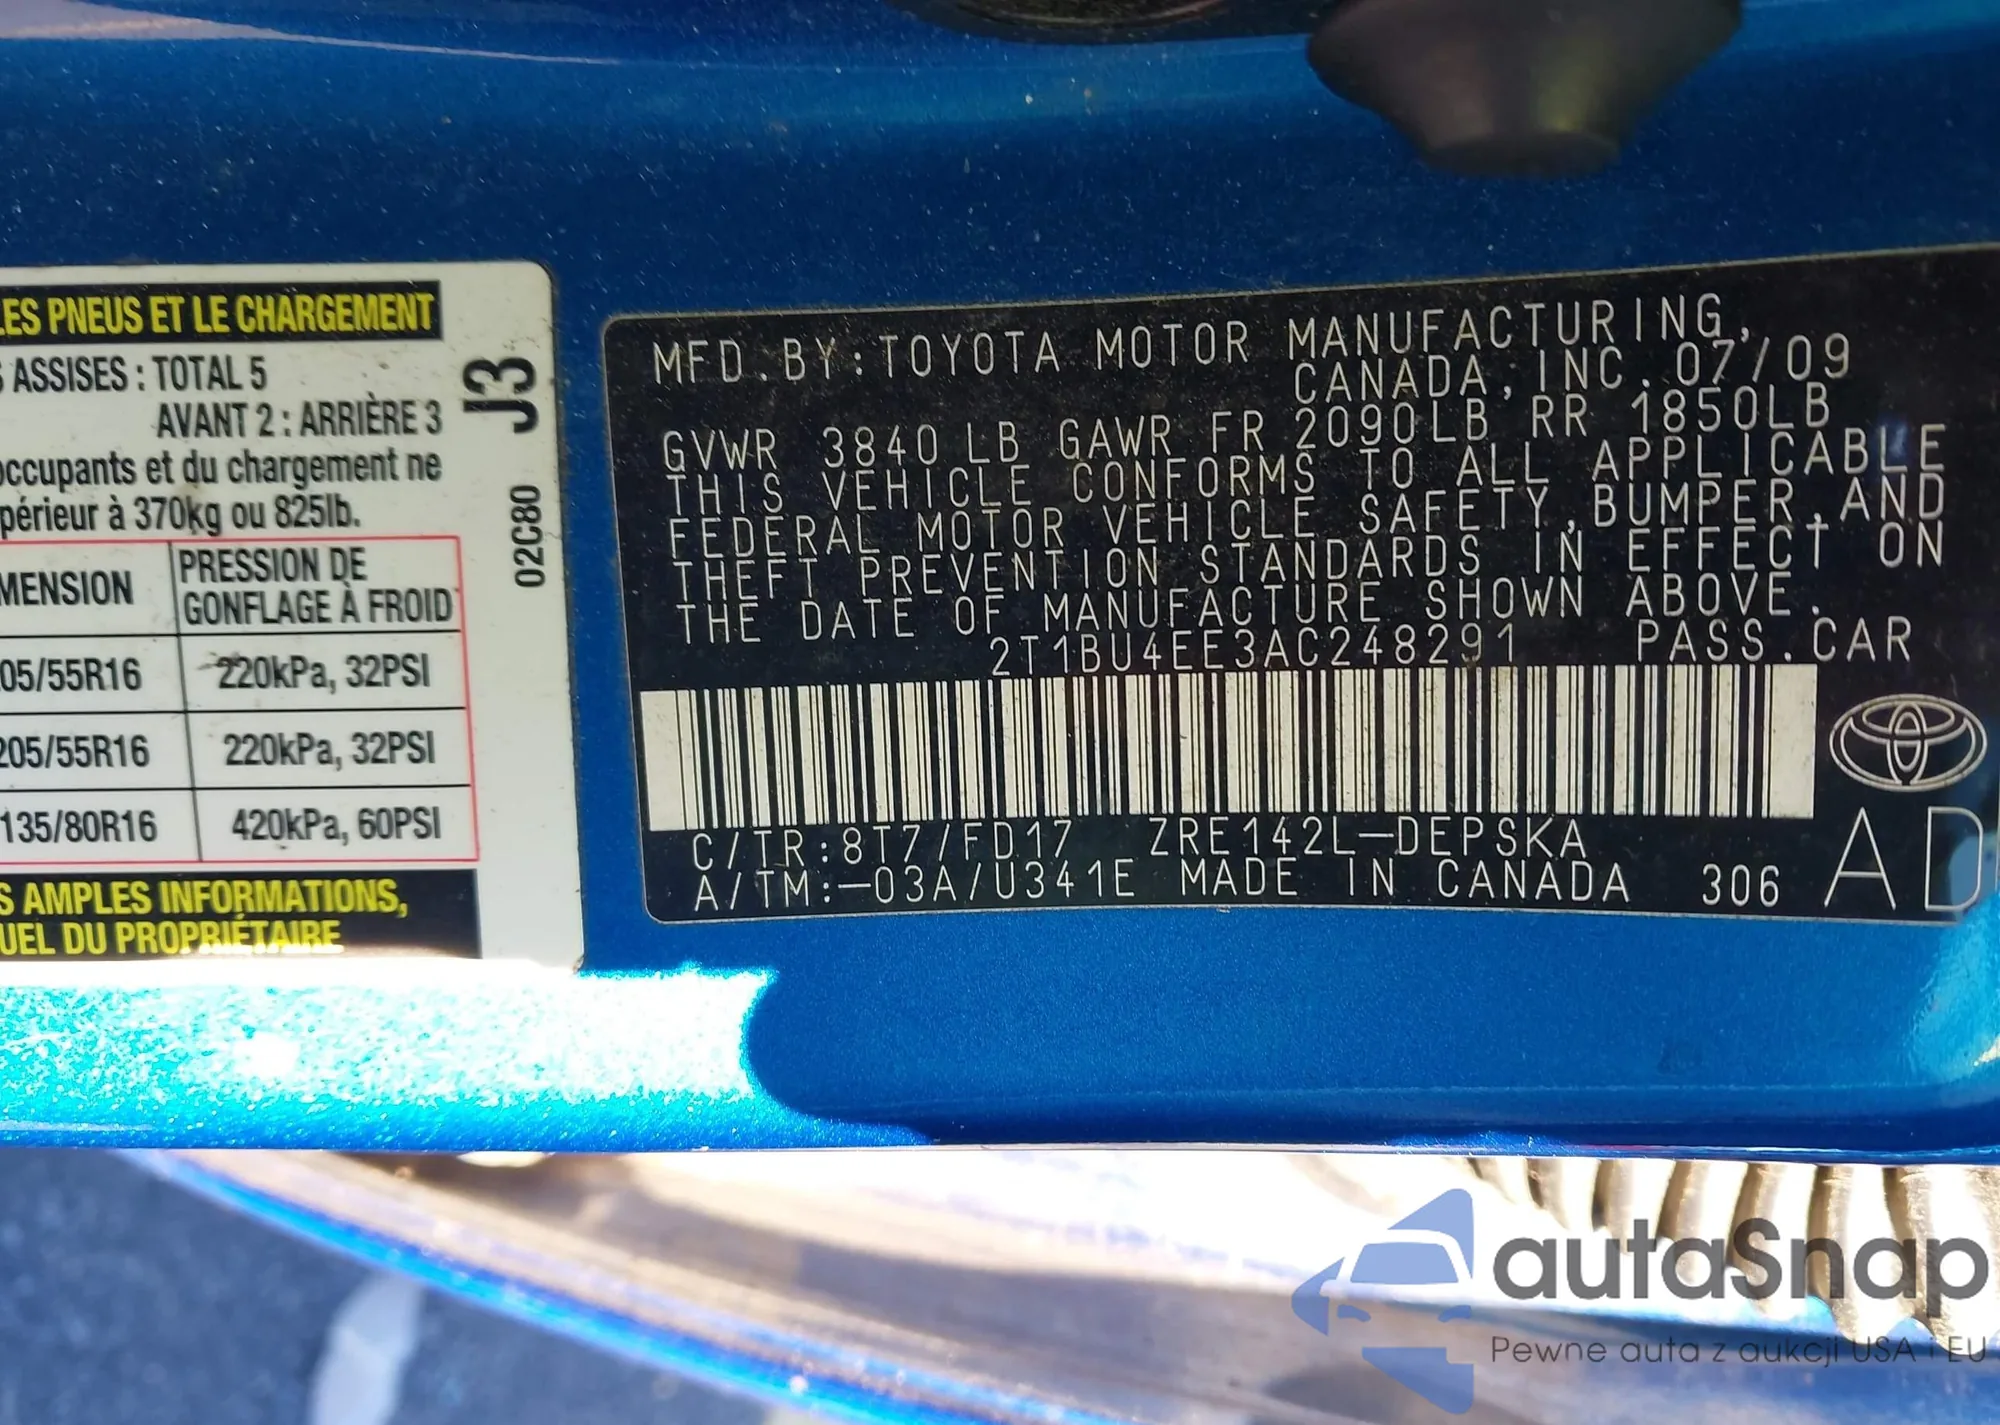 LES PNEUS ET LE CHARGEMENT
ASSISES : TOTAL 5
AVANT 2 : ARRIÈRE 3
occupants et du chargement ne
périeur à 370kg ou 825lb.
MENSION
PRESSION DE
GONFLAGE À FROID
05/55R16 220kPa, 32PSI
205/55R16 220kPa, 32PSI
135/80R16 420kPa, 60PSI
S AMPLES INFORMATIONS,
UEL DU PROPRIÉTAIRE
J3
02C80
MFD.BY:TOYOTA MOTOR MANUFACTURING,
CANADA,INC.07/09
GVWR 3840LB GAWR FR 2090LB RR 1850LB
THIS VEHICLE CONFORMS TO ALL APPLICABLE
FEDERAL MOTOR VEHICLE SAFETY,BUMPER,AND
THEFT PREVENTION STANDARDS IN EFFECT ON
THE DATE OF MANUFACTURE SHOWN ABOVE.
2T1BU4EE3AC248291 PASS.CAR
C/TR:8T7/FD17 ZRE142L-DEPSKA
A/TM:-03A/U341E MADE IN CANADA 306
AD
autaSnap
Pewne auta z aukcji USA i EU